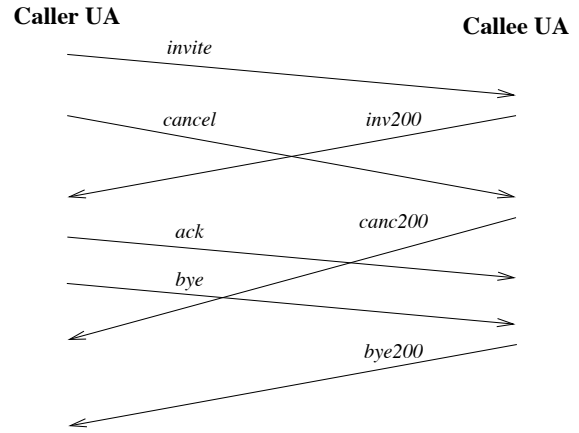 Caller UA
Callee UA
invite
cancel
inv200
canc200
ack
bye
bye200